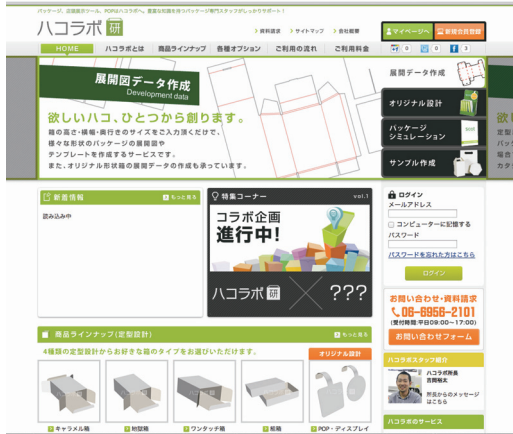 パッケージ、店頭展示ツール、POPはハコラボへ。豊富な知識を持つパッケージ専門スタッフがしっかりサポート！
ハコラボ 研
資料請求
サイトマップ
会社概要
マイページへ
新規会員登録
HOME
ハコラボとは
商品ラインナップ
各種オプション
ご利用の流れ
ご利用料金
0
0
3
展開図データ作成
Development data
欲しいハコ、ひとつから創ります。
箱の高さ・横幅・奥行きのサイズをご入力頂くだけで、
様々な形状のパッケージの展開図や
テンプレートを作成するサービスです。
また、オリジナル形状箱の展開データの作成も承っています。
展開データ作成
オリジナル設計
パッケージ
シミュレーション
サンプル作成
新着情報
もっと見る
読み込み中
特集コーナー
vol.1
コラボ企画
進行中!
ハコラボ 研
???
ログイン
メールアドレス
コンピューターに記憶する
パスワード
パスワードを忘れた方はこちら
ログイン
お問い合わせ・資料請求
06-6956-2101
(受付時間:平日09:00〜17:00)
お問い合わせフォーム
商品ラインナップ(定型設計)
もっと見る
4種類の定型設計からお好きな箱のタイプをお選びいただけます。
オリジナル設計
キャラメル箱
地獄箱
ワンタッチ箱
組箱
POP・ディスプレイ
ハコラボスタッフ紹介
ハコラボ所長
吉岡裕太
所長からのメッセージ
はこちら
ハコラボのサービス